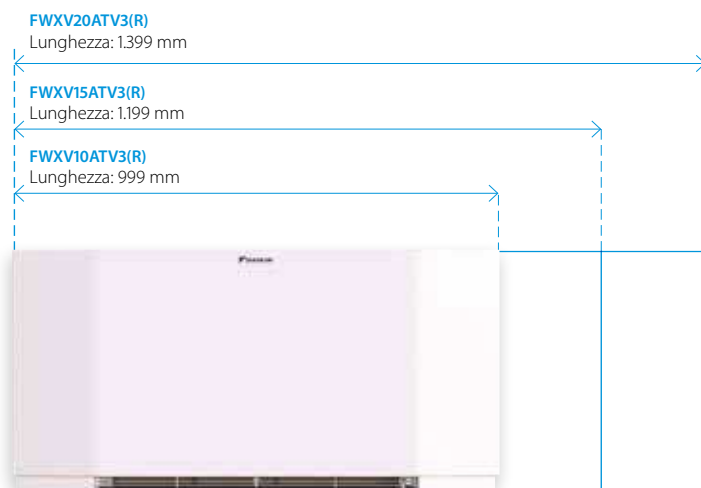 FWXV20ATV3(R)
Lunghezza: 1.399 mm
FWXV15ATV3(R)
Lunghezza: 1.199 mm
FWXV10ATV3(R)
Lunghezza: 999 mm